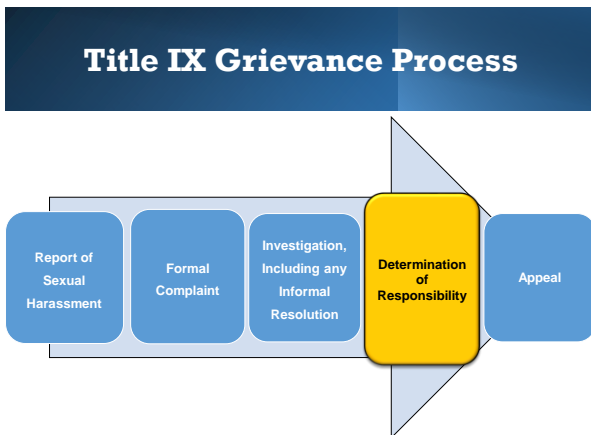 Title IX Grievance Process
Report of
Sexual
Harassment
Formal
Complaint
Investigation,
Including any
Informal
Resolution
Determination
of
Responsibility
Appeal